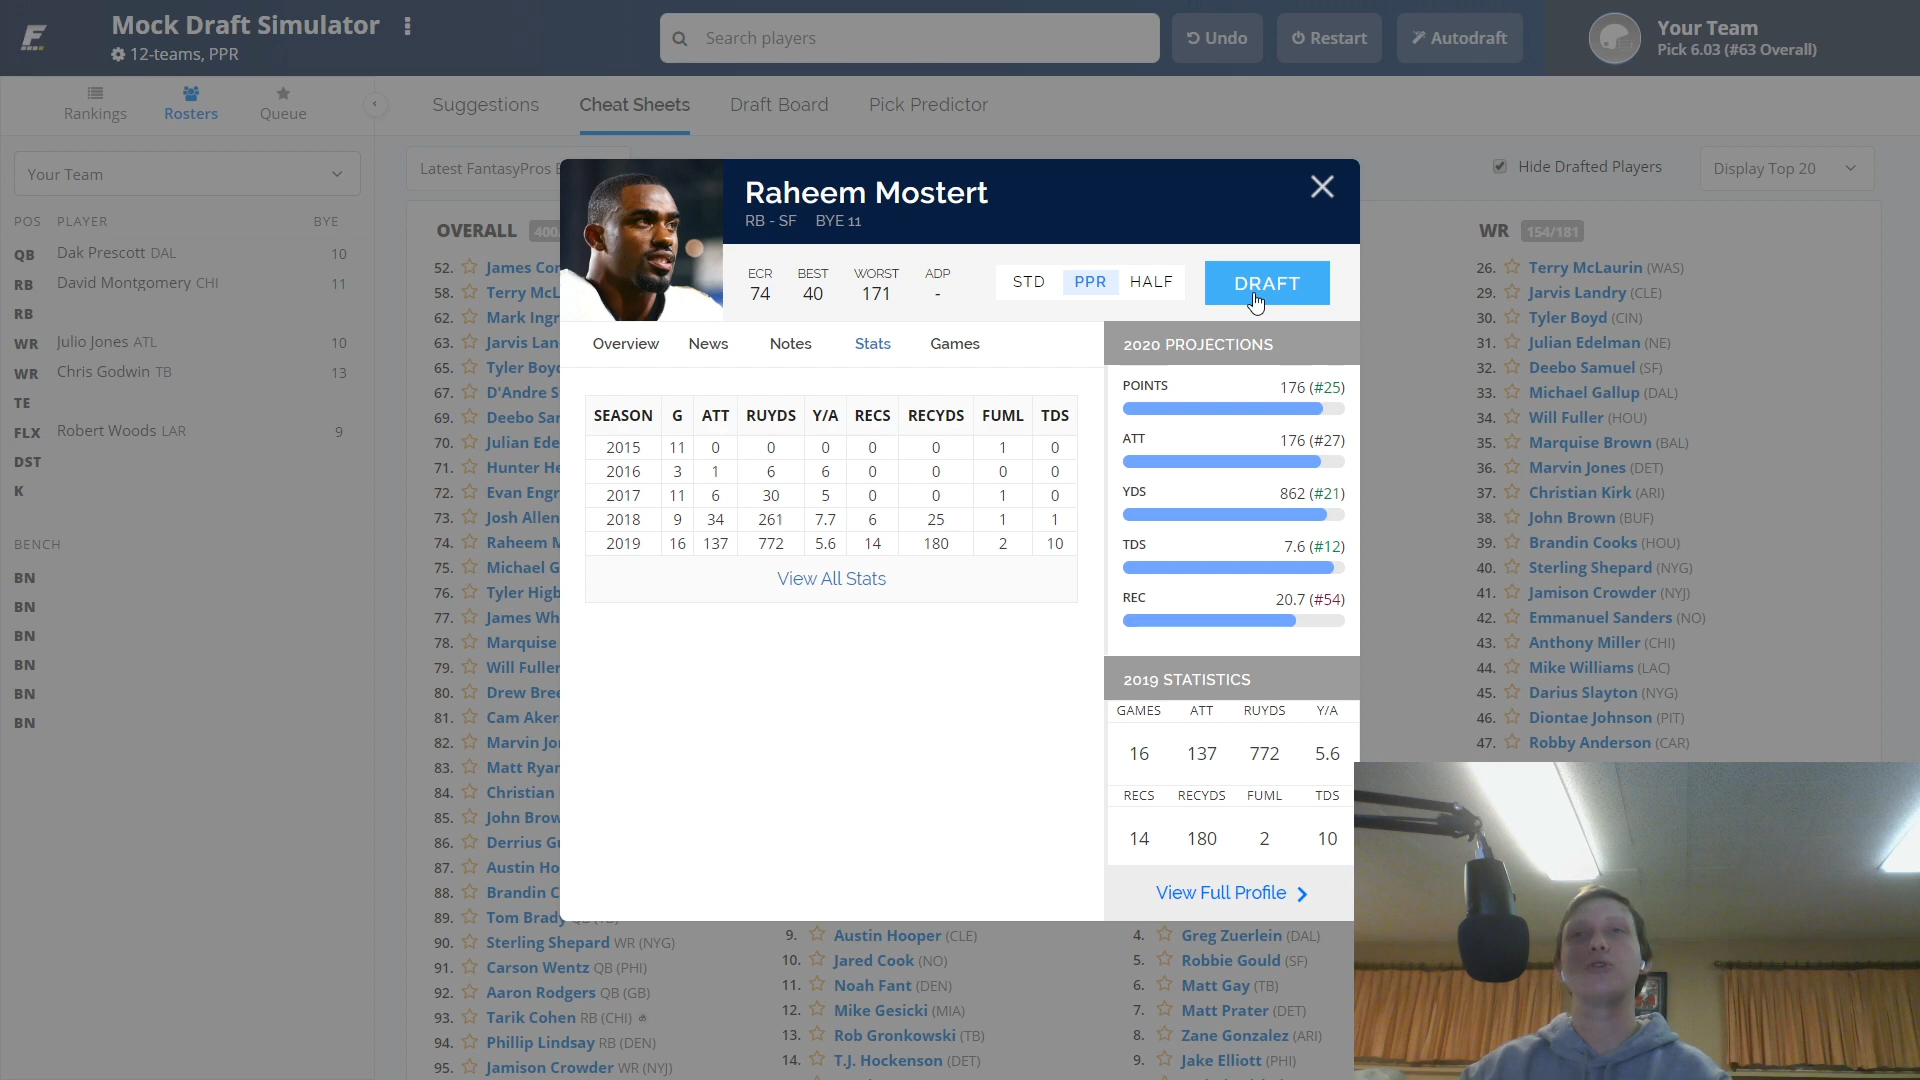 Mock Draft Simulator
12-teams, PPR
Search players
Undo
Restart
Autodraft
Your Team
Pick 6.03 (#63 Overall)
Rankings
Rosters
Queue
Suggestions
Cheat Sheets
Draft Board
Pick Predictor
Your Team
POS PLAYER BYE
QB Dak Prescott DAL 10
RB David Montgomery CHI 11
RB
WR Julio Jones ATL 10
WR Chris Godwin TB 13
TE
FLX Robert Woods LAR 9
DST
K
BENCH
BN
BN
BN
BN
BN
BN
Latest FantasyPros
Hide Drafted Players
Display Top 20
OVERALL 400
52. James Con
58. Terry McL
62. Mark Ingr
63. Jarvis Lan
65. Tyler Boy
67. D'Andre S
69. Deebo Sam
70. Julian Ede
71. Hunter He
72. Evan Engr
73. Josh Allen
74. Raheem M
75. Michael G
76. Tyler Higb
77. James Wh
78. Marquise
79. Will Fuller
80. Drew Bree
81. Cam Aker
82. Marvin Jo
83. Matt Ryan
84. Christian
85. John Brow
86. Derrius Gu
87. Austin Ho
88. Brandin C
89. Tom Brady
90. Sterling Shepard WR (NYG)
91. Carson Wentz QB (PHI)
92. Aaron Rodgers QB (GB)
93. Tarik Cohen RB (CHI)
94. Phillip Lindsay RB (DEN)
95. Jamison Crowder WR (NYJ)
Raheem Mostert
RB - SF BYE 11
ECR BEST WORST ADP
74 40 171 -
STD PPR HALF
DRAFT
Overview News Notes Stats Games
SEASON G ATT RUYDS Y/A RECS RECYDS FUML TDS
2015 11 0 0 0 0 0 1 0
2016 3 1 6 6 0 0 0 0
2017 11 6 30 5 0 0 1 0
2018 9 34 261 7.7 6 25 1 1
2019 16 137 772 5.6 14 180 2 10
View All Stats
2020 PROJECTIONS
POINTS 176 (#25)
ATT 176 (#27)
YDS 862 (#21)
TDS 7.6 (#12)
REC 20.7 (#54)
2019 STATISTICS
GAMES ATT RUYDS Y/A
16 137 772 5.6
RECS RECYDS FUML TDS
14 180 2 10
View Full Profile
9. Austin Hooper (CLE)
10. Jared Cook (NO)
11. Noah Fant (DEN)
12. Mike Gesicki (MIA)
13. Rob Gronkowski (TB)
14. T.J. Hockenson (DET)
4. Greg Zuerlein (DAL)
5. Robbie Gould (SF)
6. Matt Gay (TB)
7. Matt Prater (DET)
8. Zane Gonzalez (ARI)
9. Jake Elliott (PHI)
WR 154/181
26. Terry McLaurin (WAS)
29. Jarvis Landry (CLE)
30. Tyler Boyd (CIN)
31. Julian Edelman (NE)
32. Deebo Samuel (SF)
33. Michael Gallup (DAL)
34. Will Fuller (HOU)
35. Marquise Brown (BAL)
36. Marvin Jones (DET)
37. Christian Kirk (ARI)
38. John Brown (BUF)
39. Brandin Cooks (HOU)
40. Sterling Shepard (NYG)
41. Jamison Crowder (NYJ)
42. Emmanuel Sanders (NO)
43. Anthony Miller (CHI)
44. Mike Williams (LAC)
45. Darius Slayton (NYG)
46. Diontae Johnson (PIT)
47. Robby Anderson (CAR)